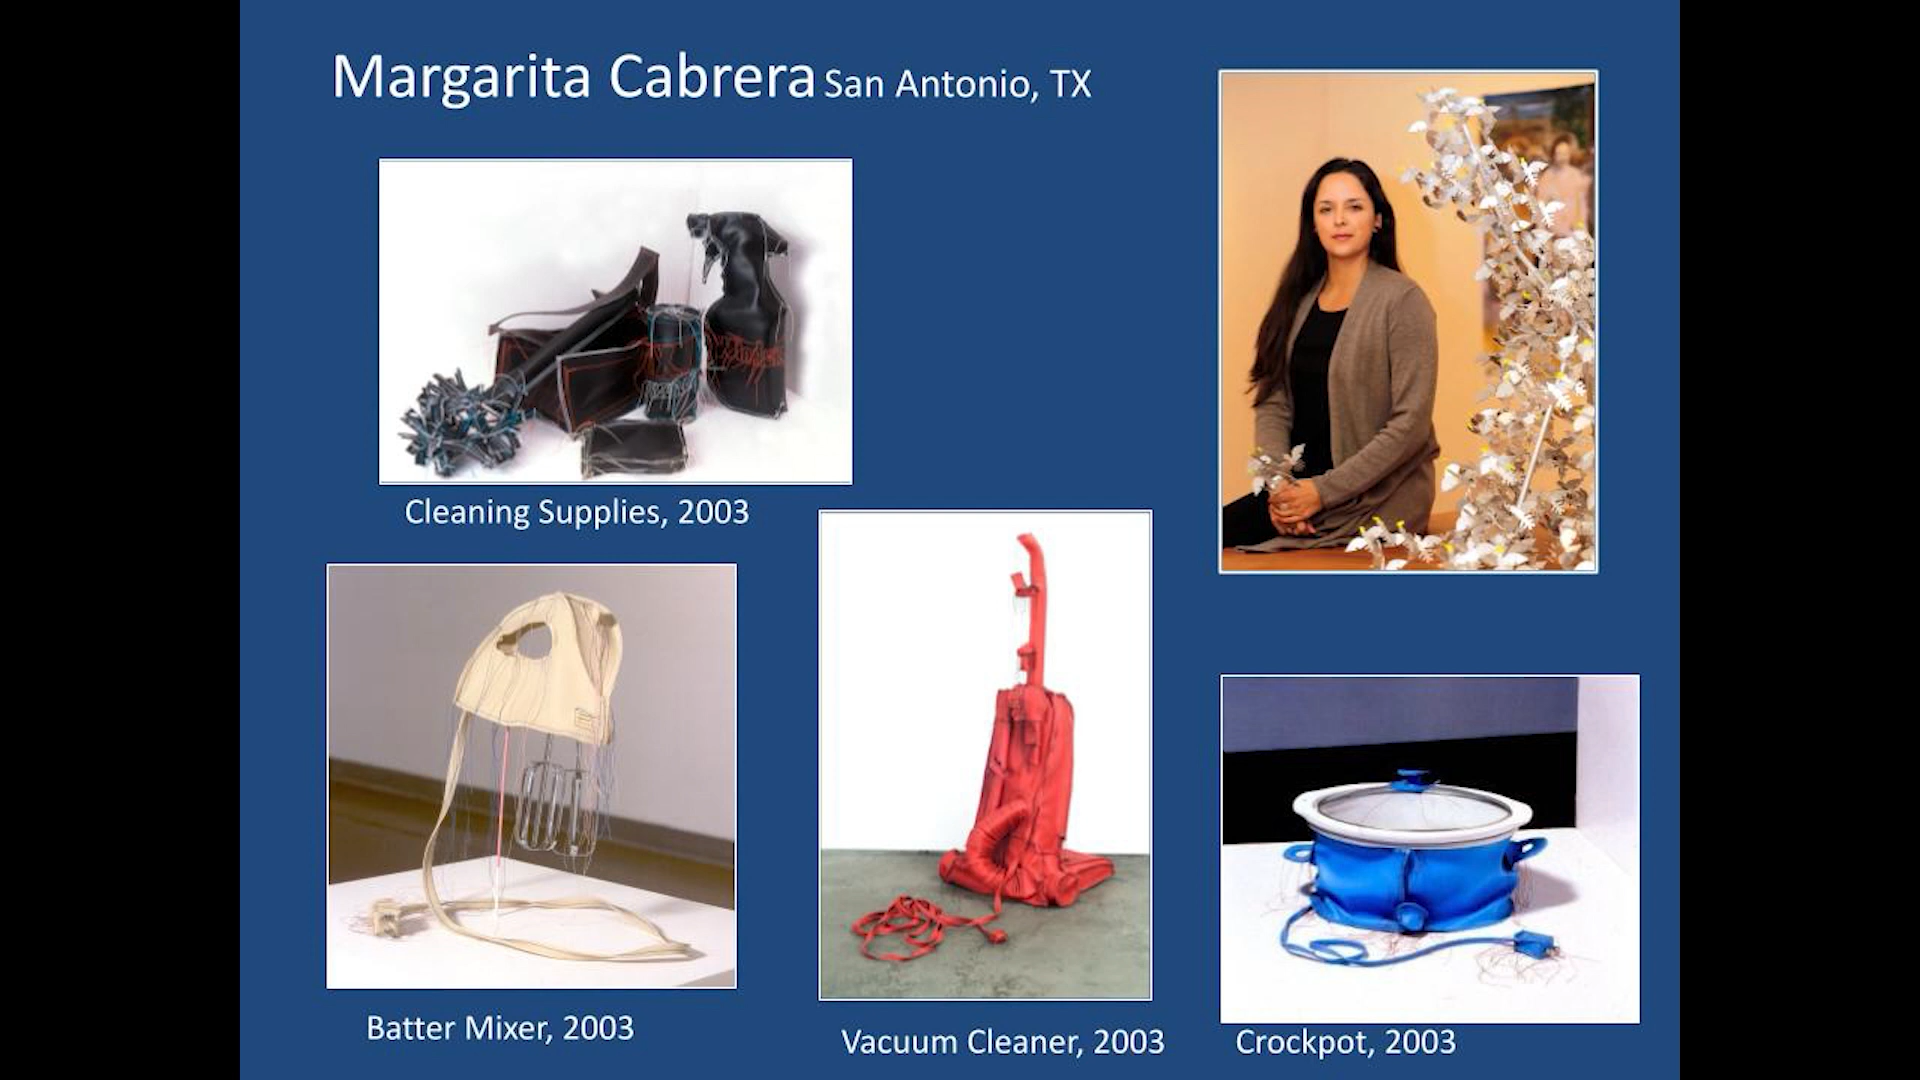 Margarita Cabrera San Antonio, TX
Cleaning Supplies, 2003
Batter Mixer, 2003
Vacuum Cleaner, 2003
Crockpot, 2003